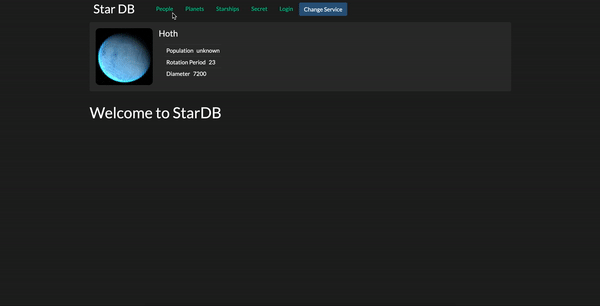 Star DB People Planets Starships Secret Login Change Service
Hoth
Population unknown
Rotation Period 23
Diameter 7200
Welcome to StarDB